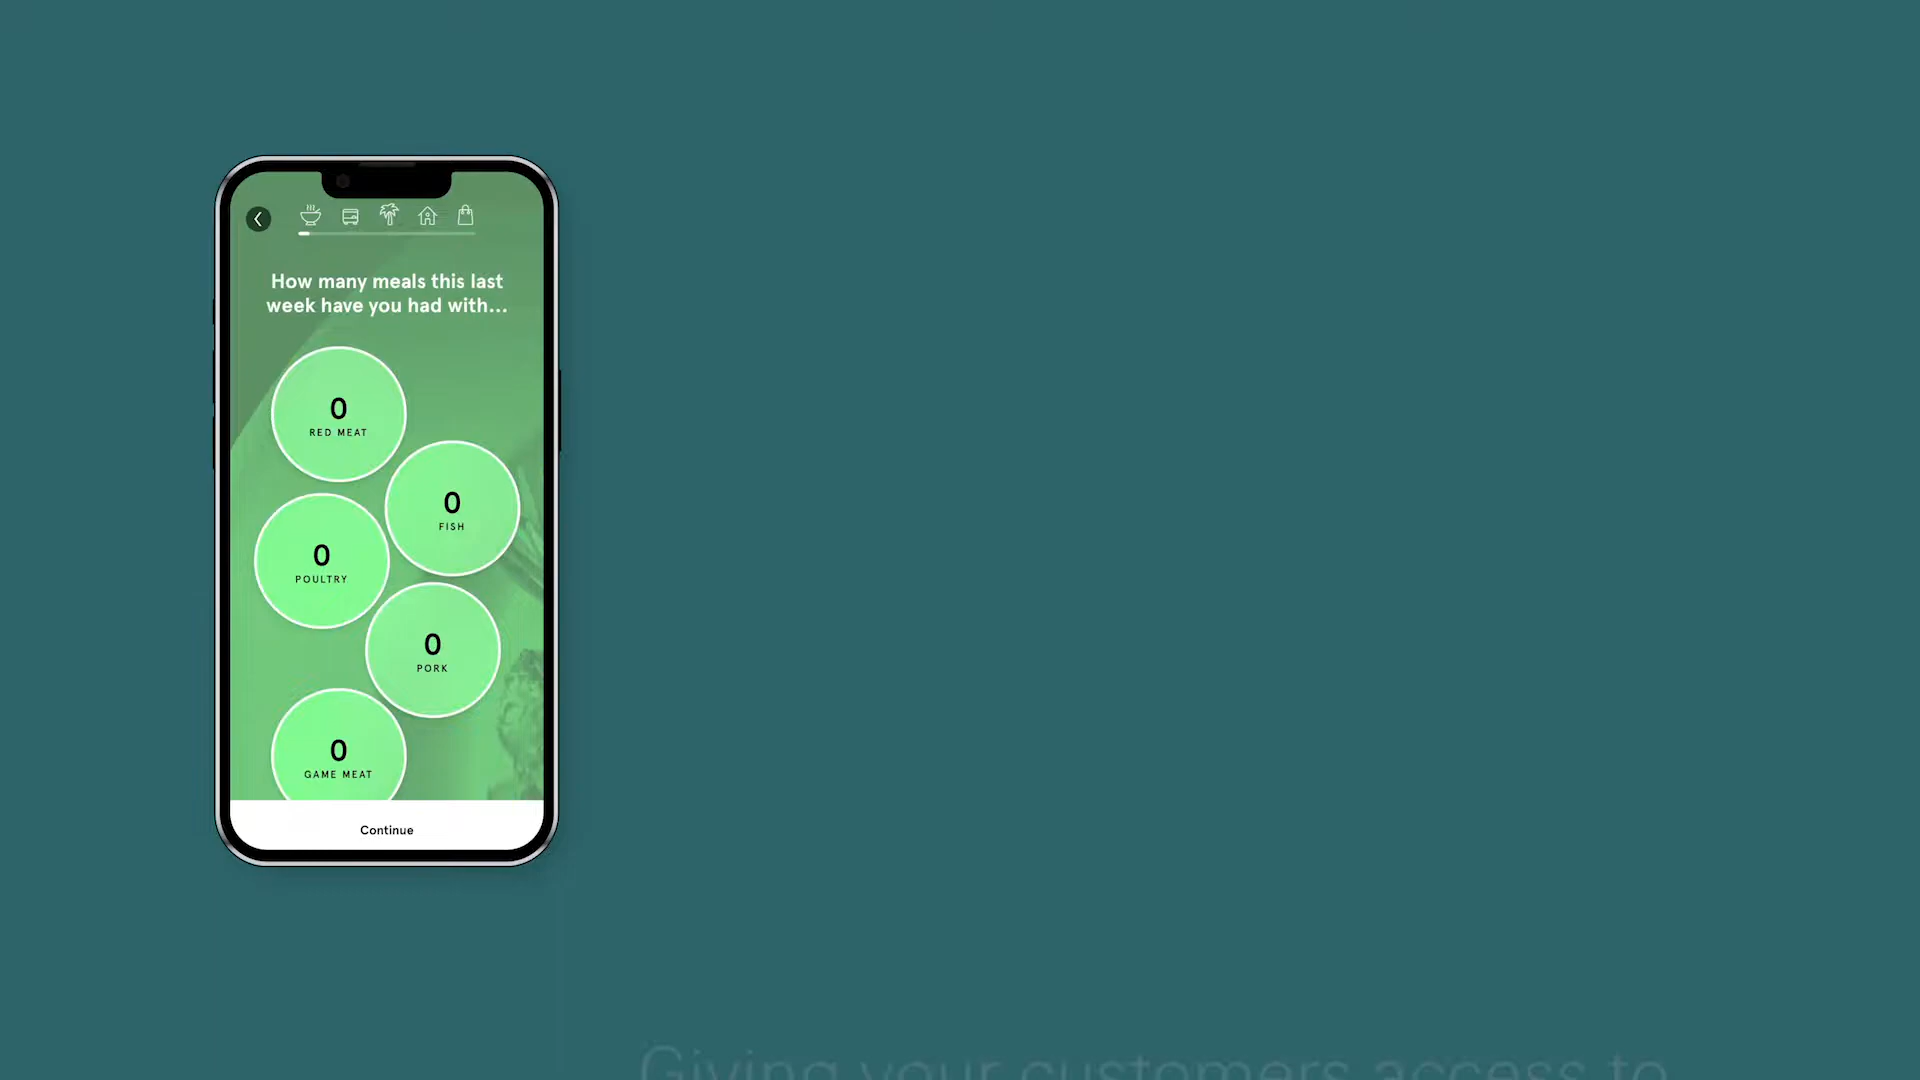 How many meals this last
week have you had with...
0
RED MEAT
0
FISH
0
POULTRY
0
PORK
0
GAME MEAT
Continue
Giving your customers access to